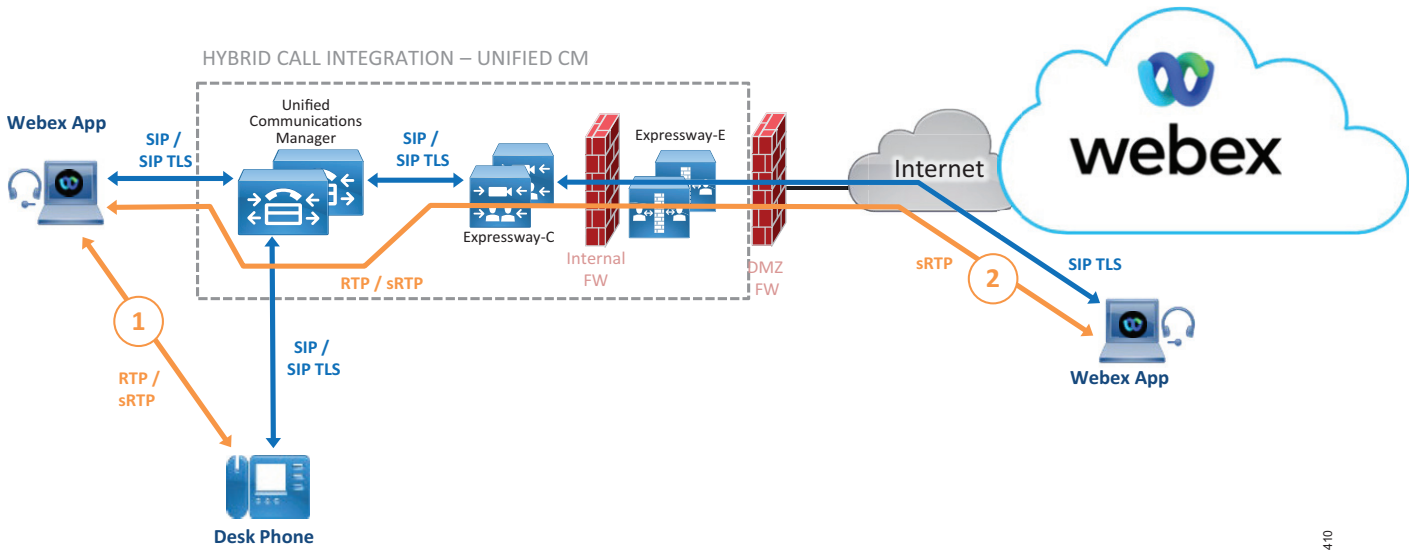 HYBRID CALL INTEGRATION – UNIFIED CM
Webex App
SIP /
SIP TLS
Unified
Communications
Manager
SIP /
SIP TLS
Expressway-C
Expressway-E
Internal
FW
DMZ
FW
RTP / sRTP
Internet
webex
sRTP
2
SIP TLS
Webex App
1
RTP /
sRTP
SIP /
SIP TLS
Desk Phone
410